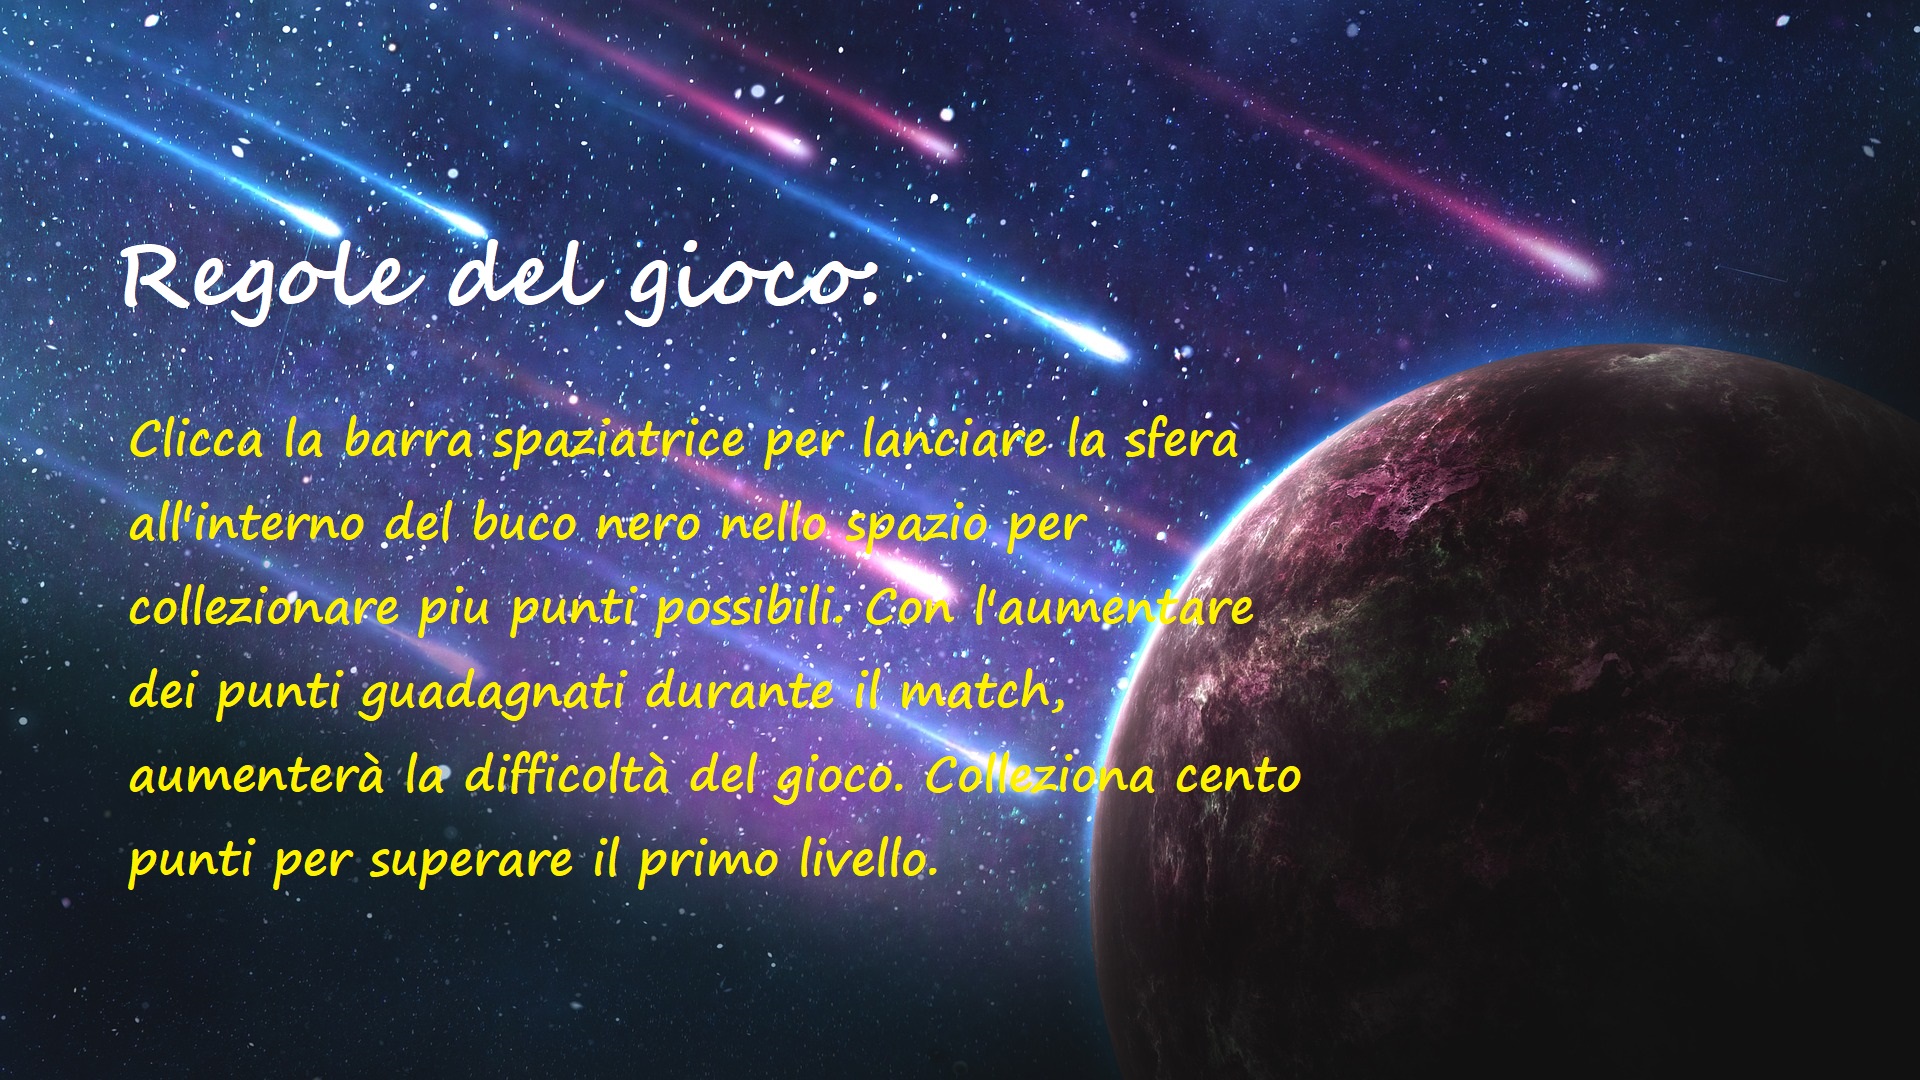 Regole del gioco:
Clicca la barra spaziatrice per lanciare la sfera
all'interno del buco nero nello spazio per
collezionare piu punti possibili. Con l'aumentare
dei punti guadagnati durante il match,
aumenterà la difficoltà del gioco. Colleziona cento
punti per superare il primo livello.